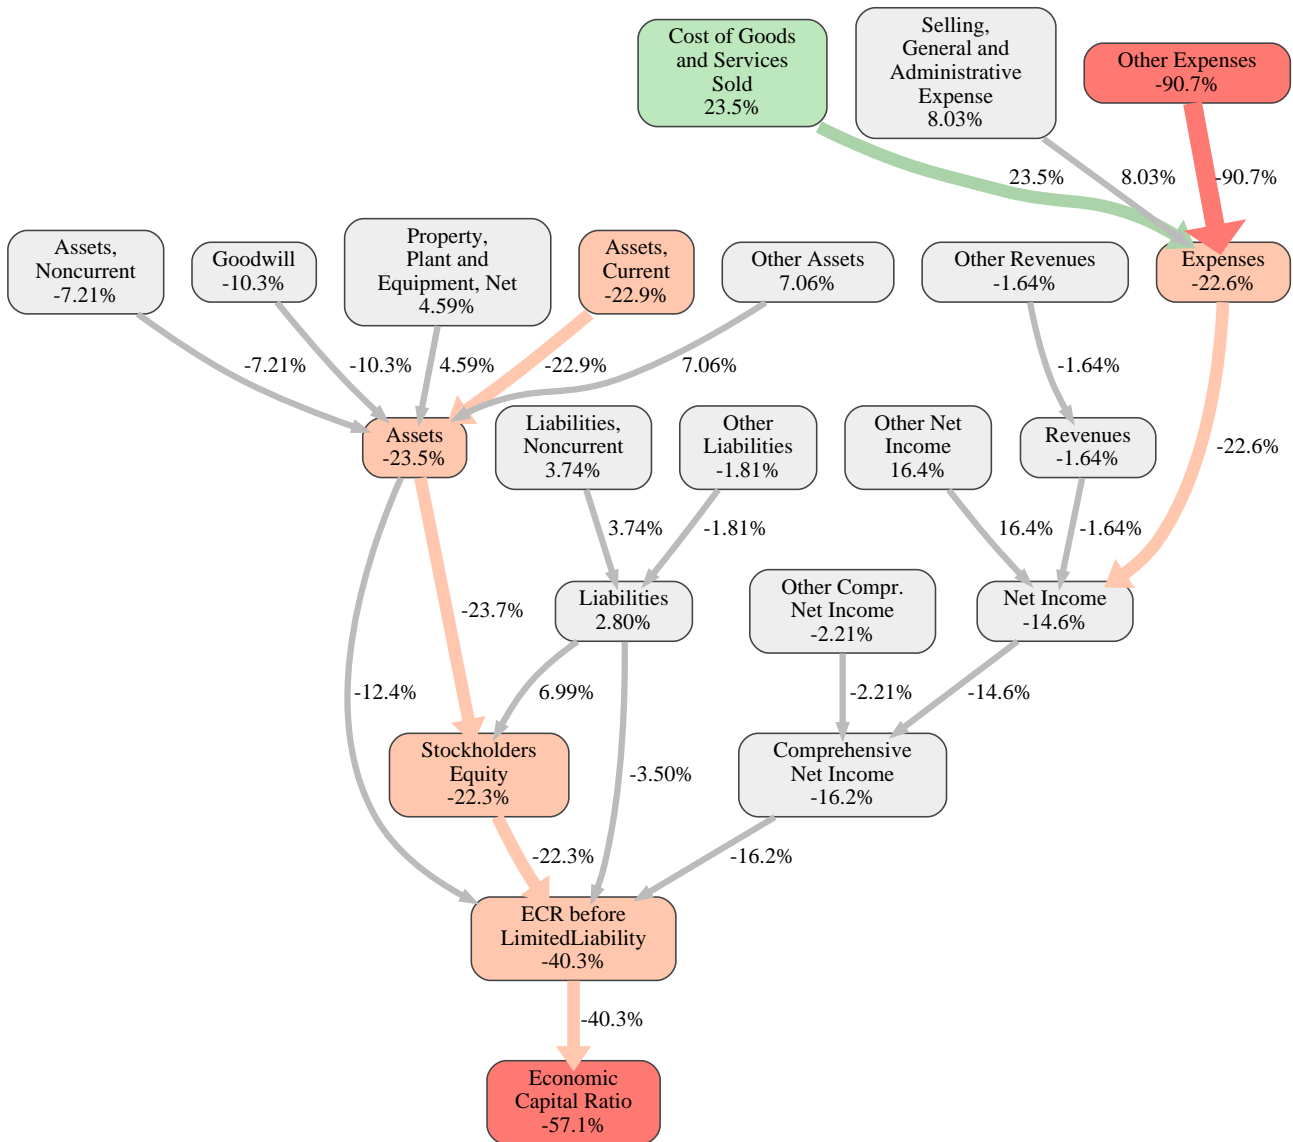 Cost of Goods
and Services
Sold
23.5%
Selling,
General and
Administrative
Expense
8.03%
Other Expenses
-90.7%
23.5%
8.03%
-90.7%
Assets,
Noncurrent
-7.21%
Goodwill
-10.3%
Property,
Plant and
Equipment, Net
4.59%
Assets,
Current
-22.9%
Other Assets
7.06%
Other Revenues
-1.64%
Expenses
-22.6%
-7.21%
-10.3%
4.59%
-22.9%
7.06%
-1.64%
-22.6%
Assets
-23.5%
Liabilities,
Noncurrent
3.74%
Other
Liabilities
-1.81%
Other Net
Income
16.4%
Revenues
-1.64%
3.74%
-1.81%
16.4%
-1.64%
-23.7%
Liabilities
2.80%
Other Compr.
Net Income
-2.21%
Net Income
-14.6%
-12.4%
6.99%
-3.50%
-2.21%
-14.6%
Stockholders
Equity
-22.3%
Comprehensive
Net Income
-16.2%
-22.3%
-16.2%
ECR before
LimitedLiability
-40.3%
-40.3%
Economic
Capital Ratio
-57.1%